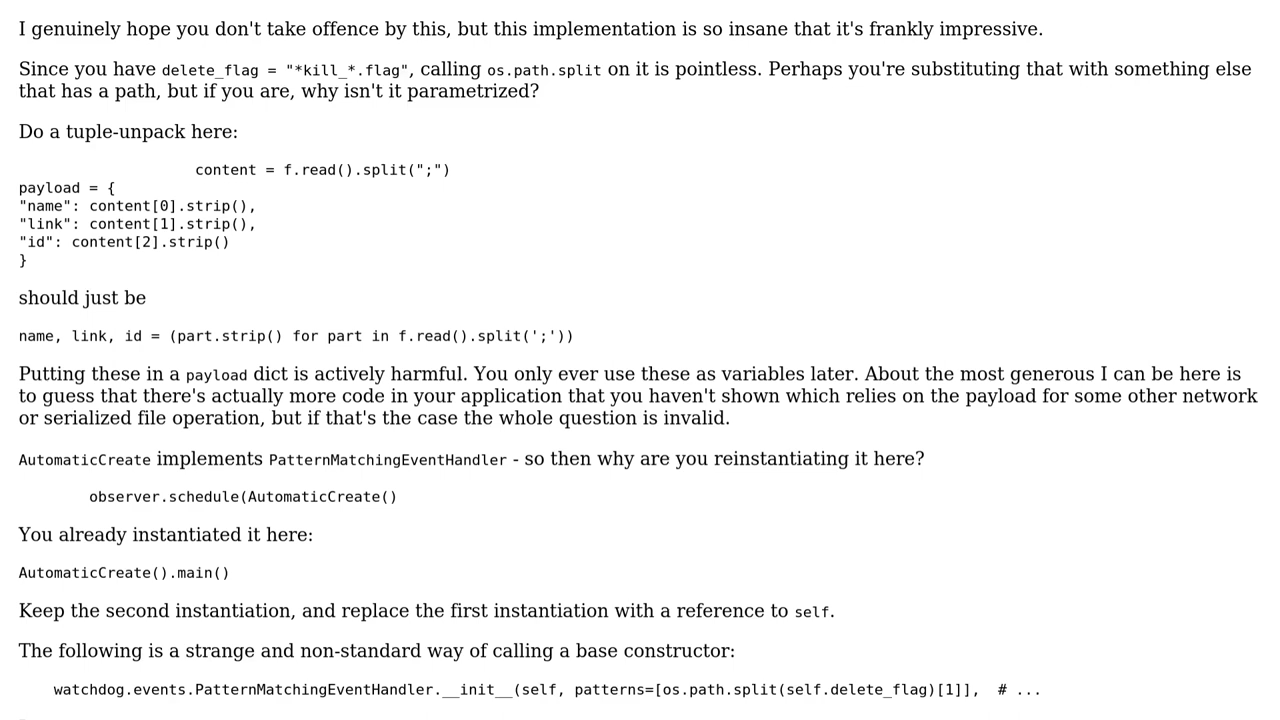 I genuinely hope you don't take offence by this, but this implementation is so insane that it's frankly impressive.
Since you have delete_flag = "*kill_*.flag", calling os.path.split on it is pointless. Perhaps you're substituting that with something else
that has a path, but if you are, why isn't it parametrized?
Do a tuple-unpack here:
content = f.read().split(";")
payload = {
"name": content[0].strip(),
"link": content[1].strip(),
"id": content[2].strip()
}
should just be
name, link, id = (part.strip() for part in f.read().split(';'))
Putting these in a payload dict is actively harmful. You only ever use these as variables later. About the most generous I can be here is
to guess that there's actually more code in your application that you haven't shown which relies on the payload for some other network
or serialized file operation, but if that's the case the whole question is invalid.
AutomaticCreate implements PatternMatchingEventHandler - so then why are you reinstantiating it here?
observer.schedule(AutomaticCreate()
You already instantiated it here:
AutomaticCreate().main()
Keep the second instantiation, and replace the first instantiation with a reference to self.
The following is a strange and non-standard way of calling a base constructor:
watchdog.events.PatternMatchingEventHandler.__init__(self, patterns=[os.path.split(self.delete_flag)[1]],  # ...